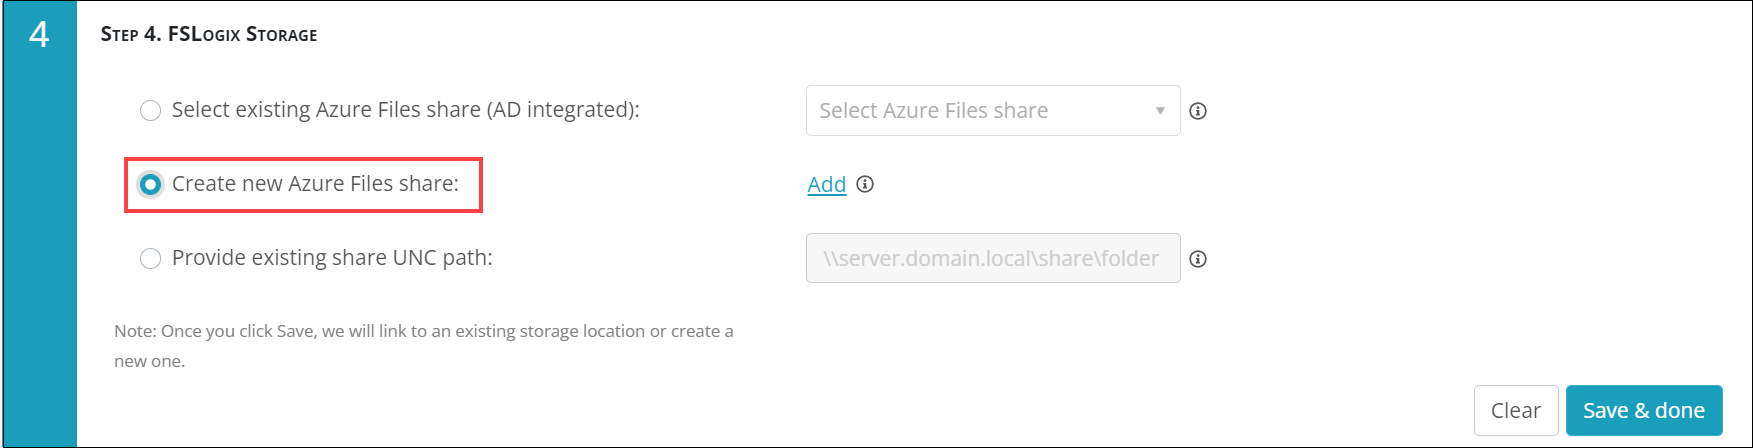 4
Step 4. FSLogix Storage
Select existing Azure Files share (AD integrated):
Select Azure Files share
Create new Azure Files share:
Add
Provide existing share UNC path:
\\server.domain.local\share\folder
Note: Once you click Save, we will link to an existing storage location or create a
new one.
Clear
Save & done